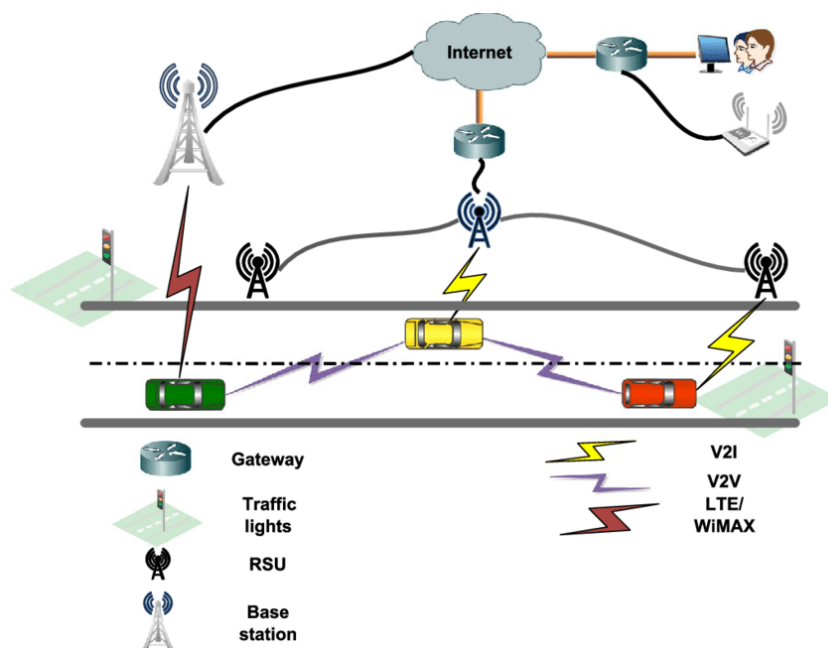 Internet
Gateway
Traffic
lights
RSU
Base
station
V2I
V2V
LTE/
WiMAX